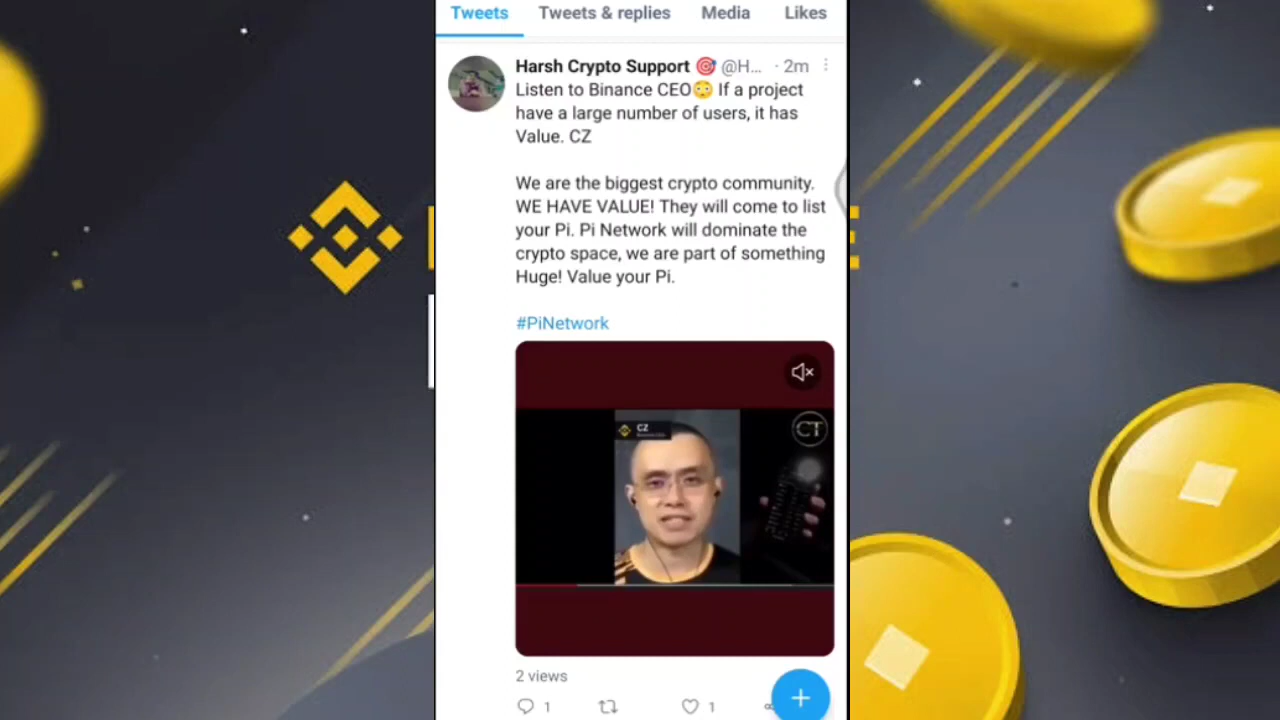 Tweets Tweets & replies Media Likes
Harsh Crypto Support 🎯 @H... · 2m
Listen to Binance CEO😳 If a project
have a large number of users, it has
Value. CZ
We are the biggest crypto community.
WE HAVE VALUE! They will come to list
your Pi. Pi Network will dominate the
crypto space, we are part of something
Huge! Value your Pi.
#PiNetwork
CZ
CT
2 views
1 1